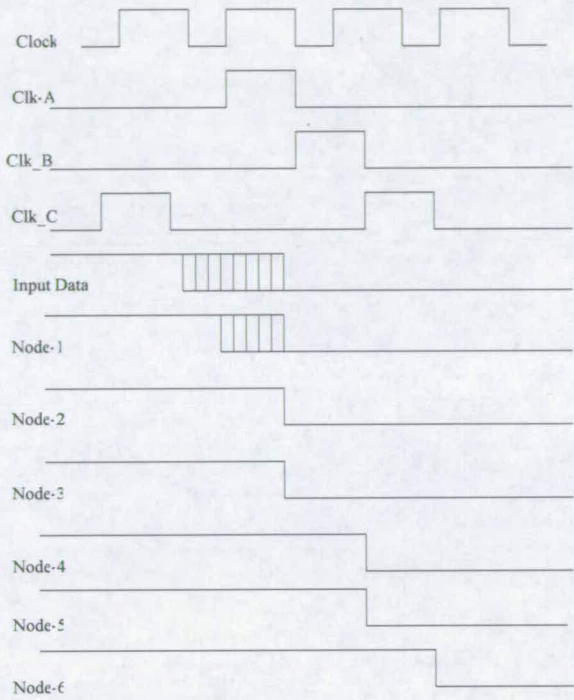 Clock
Clk-A
Clk_B
Clk_C
Input Data
Node-1
Node-2
Node-3
Node-4
Node-5
Node-6